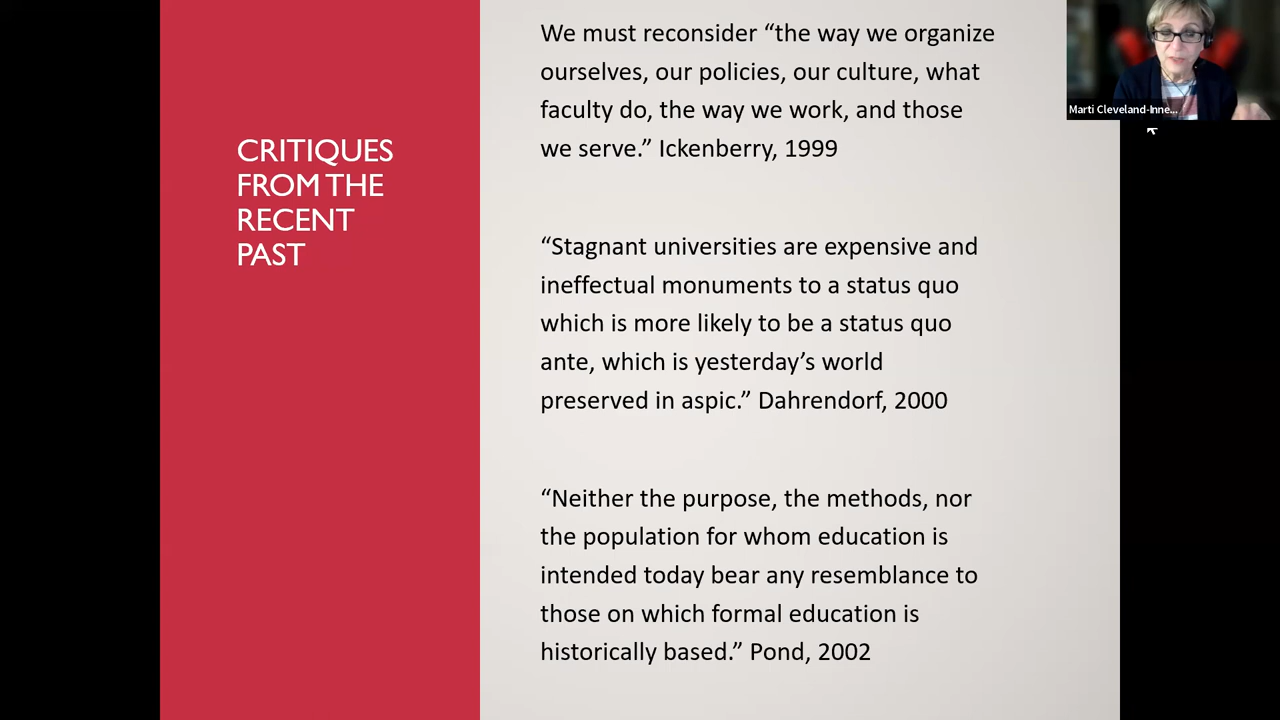 CRITIQUES
FROM THE
RECENT
PAST
We must reconsider “the way we organize
ourselves, our policies, our culture, what
faculty do, the way we work, and those
we serve.” Ickenberry, 1999
“Stagnant universities are expensive and
ineffectual monuments to a status quo
which is more likely to be a status quo
ante, which is yesterday’s world
preserved in aspic.” Dahrendorf, 2000
“Neither the purpose, the methods, nor
the population for whom education is
intended today bear any resemblance to
those on which formal education is
historically based.” Pond, 2002
Marti Cleveland-Inne...